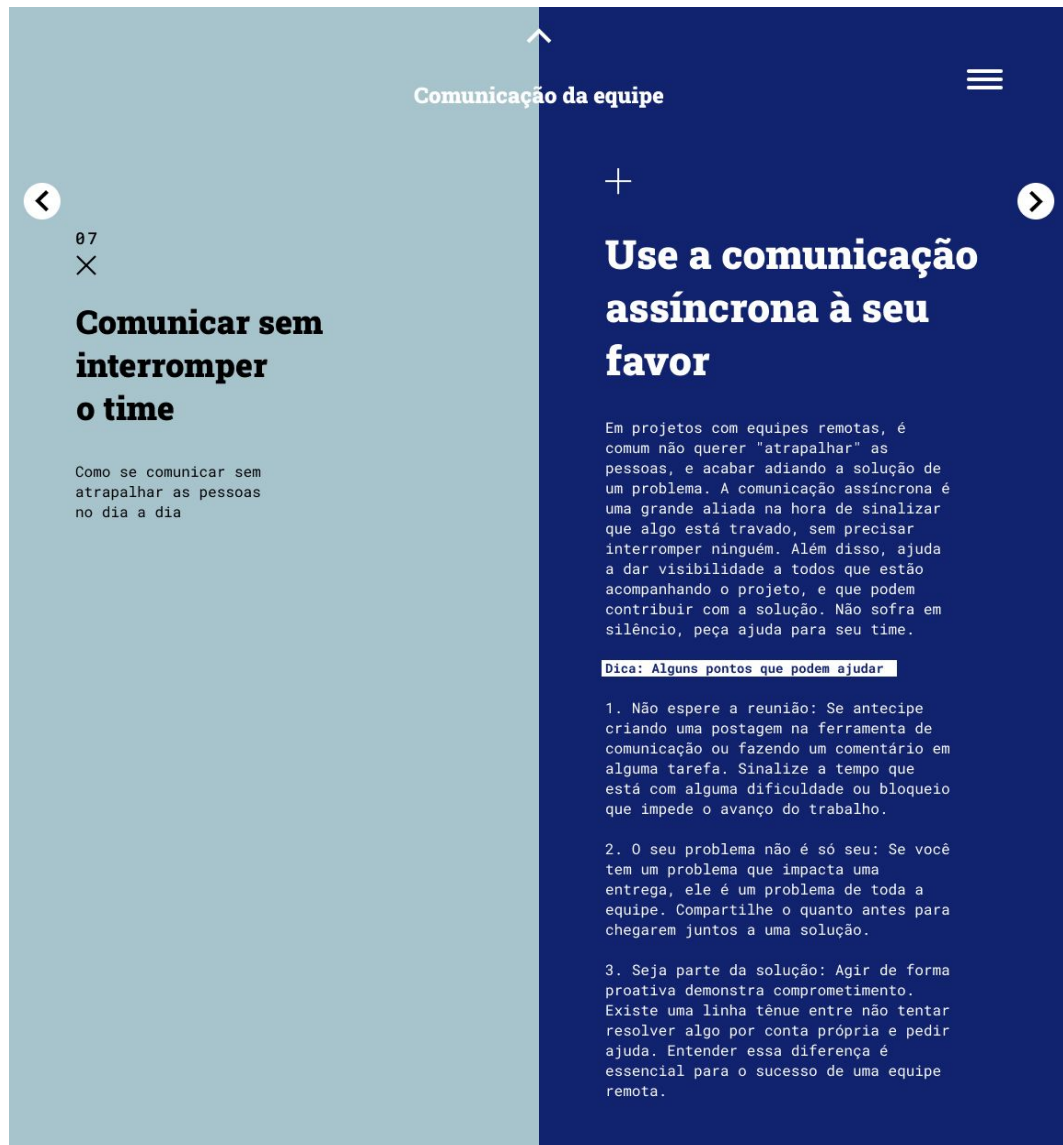 Comunicação da equipe
07
Comunicar sem
interromper
o time
Como se comunicar sem
atrapalhar as pessoas
no dia a dia
Use a comunicação
assíncrona à seu
favor
Em projetos com equipes remotas, é
comum não querer "atrapalhar" as
pessoas, e acabar adiando a solução de
um problema. A comunicação assíncrona é
uma grande aliada na hora de sinalizar
que algo está travado, sem precisar
interromper ninguém. Além disso, ajuda
a dar visibilidade a todos que estão
acompanhando o projeto, e que podem
contribuir com a solução. Não sofra em
silêncio, peça ajuda para seu time.
Dica: Alguns pontos que podem ajudar
1. Não espere a reunião: Se antecipe
criando uma postagem na ferramenta de
comunicação ou fazendo um comentário em
alguma tarefa. Sinalize a tempo que
está com alguma dificuldade ou bloqueio
que impede o avanço do trabalho.
2. O seu problema não é só seu: Se você
tem um problema que impacta uma
entrega, ele é um problema de toda a
equipe. Compartilhe o quanto antes para
chegarem juntos a uma solução.
3. Seja parte da solução: Agir de forma
proativa demonstra comprometimento.
Existe uma linha tênue entre não tentar
resolver algo por conta própria e pedir
ajuda. Entender essa diferença é
essencial para o sucesso de uma equipe
remota.